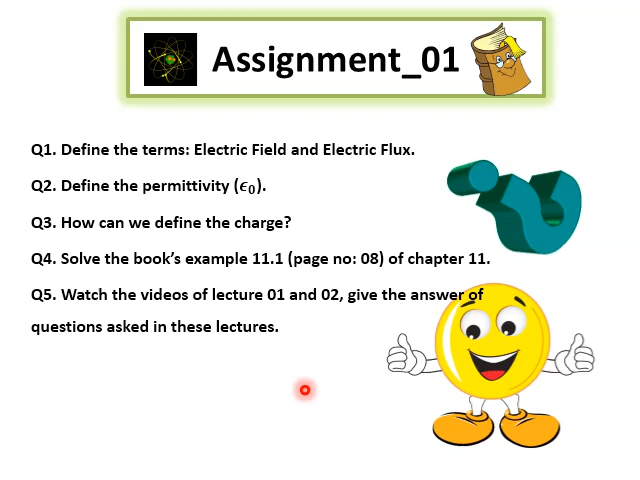 Assignment_01
Q1. Define the terms: Electric Field and Electric Flux.
Q2. Define the permittivity (ϵ₀).
Q3. How can we define the charge?
Q4. Solve the book’s example 11.1 (page no: 08) of chapter 11.
Q5. Watch the videos of lecture 01 and 02, give the answer of
questions asked in these lectures.